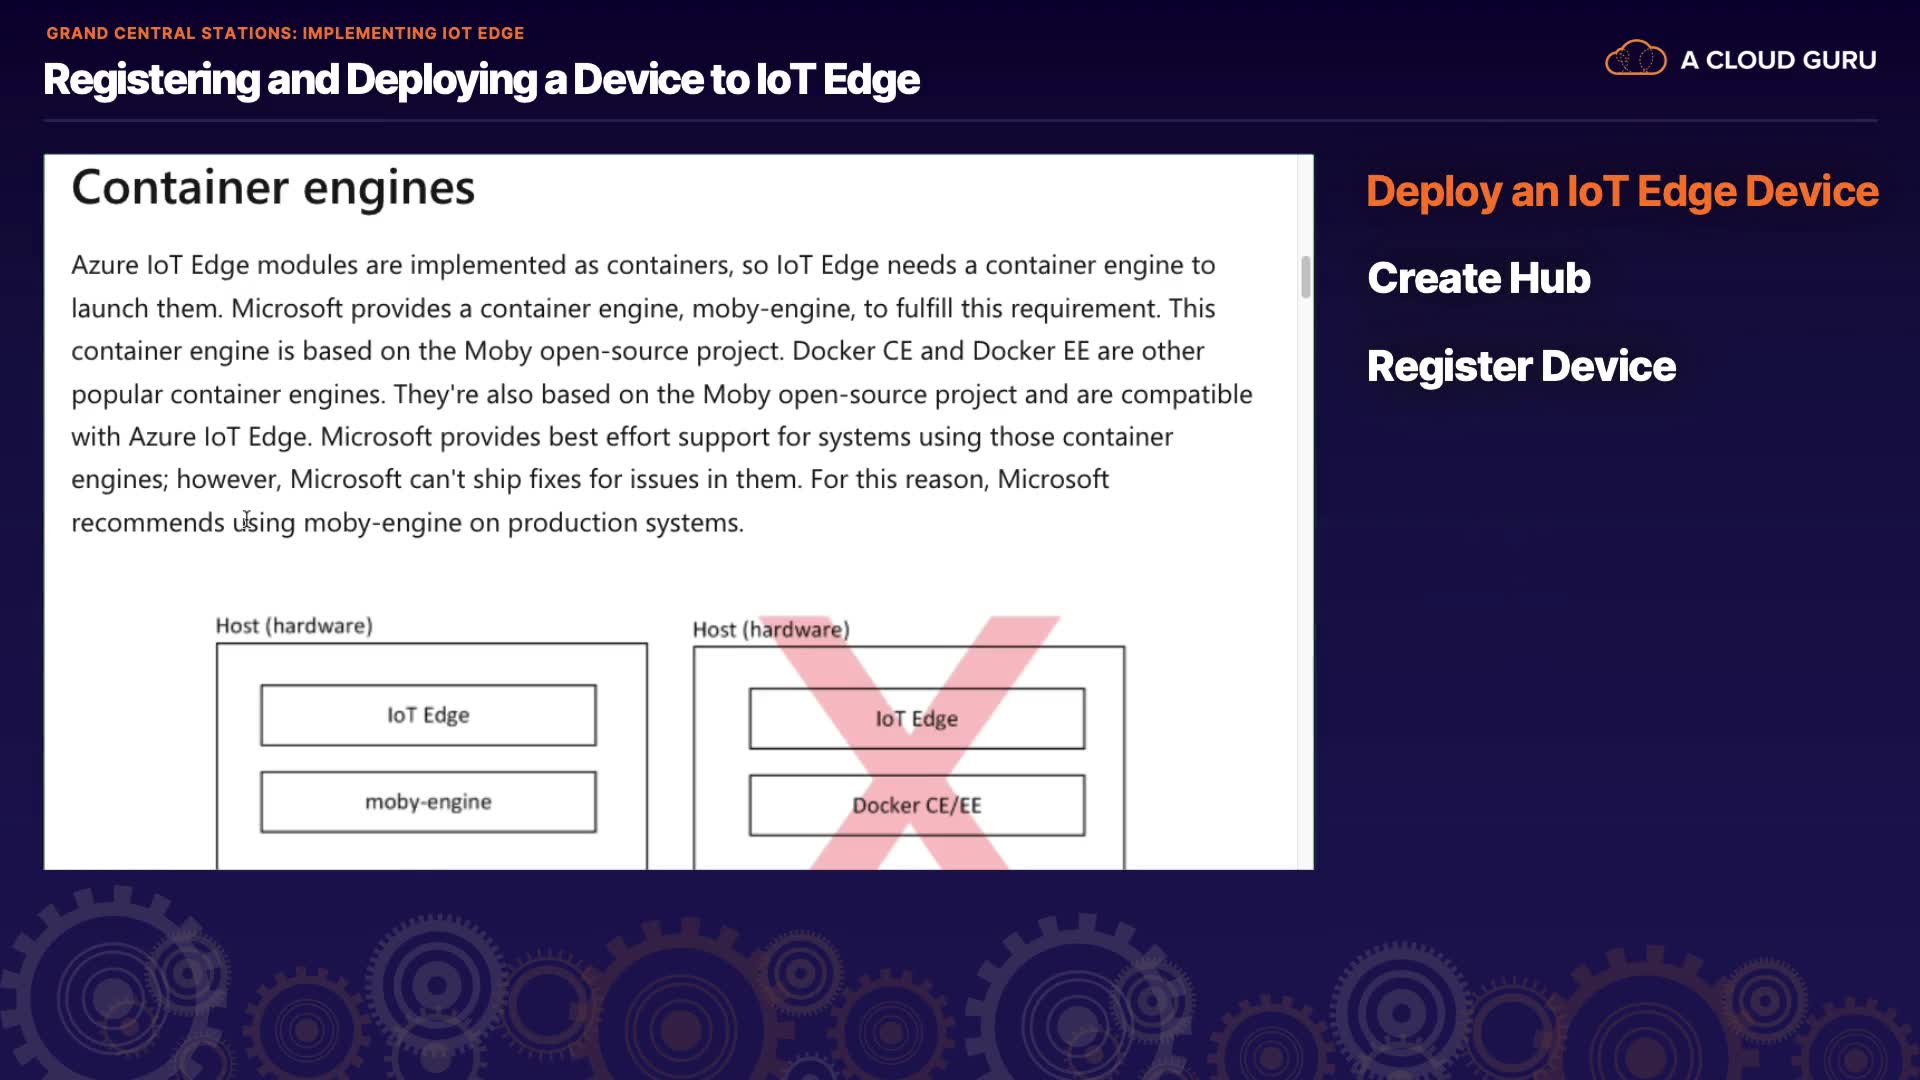 GRAND CENTRAL STATIONS: IMPLEMENTING IOT EDGE
Registering and Deploying a Device to IoT Edge
A CLOUD GURU
Container engines
Azure IoT Edge modules are implemented as containers, so IoT Edge needs a container engine to
launch them. Microsoft provides a container engine, moby-engine, to fulfill this requirement. This
container engine is based on the Moby open-source project. Docker CE and Docker EE are other
popular container engines. They're also based on the Moby open-source project and are compatible
with Azure IoT Edge. Microsoft provides best effort support for systems using those container
engines; however, Microsoft can't ship fixes for issues in them. For this reason, Microsoft
recommends using moby-engine on production systems.
Host (hardware)
IoT Edge
moby-engine
Host (hardware)
IoT Edge
Docker CE/EE
Deploy an IoT Edge Device
Create Hub
Register Device